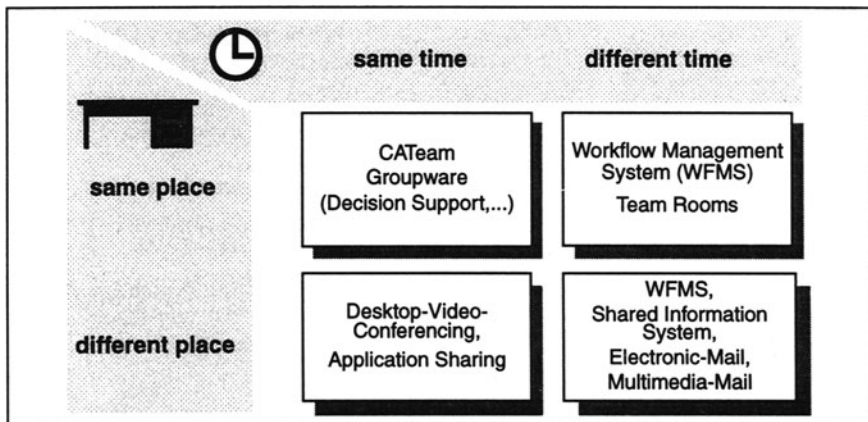 same time
different time
same place
CATeam
Groupware
(Decision Support,...)
Workflow Management
System (WFMS)
Team Rooms
different place
Desktop-Video-
Conferencing,
Application Sharing
WFMS,
Shared Information
System,
Electronic-Mail,
Multimedia-Mail